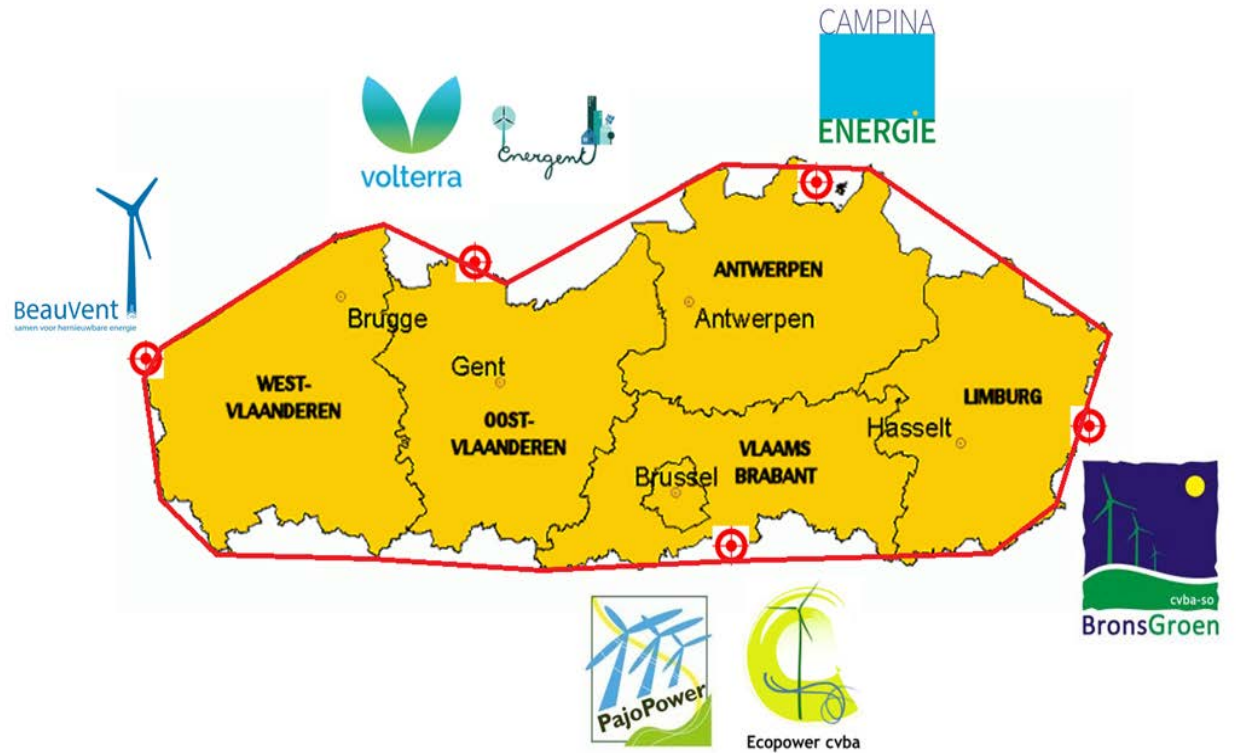 CAMPINA
ENERGIE
volterra
Energent
BeauVent
samen voor hernieuwbare energie
ANTWERPEN
Antwerpen
Brugge
Gent
WEST-
VLAANDEREN
OOST-
VLAANDEREN
LIMBURG
Hasselt
VLAAMS
BRABANT
Brussel
cvba-so
BronsGroen
PajoPower
Ecopower cvba